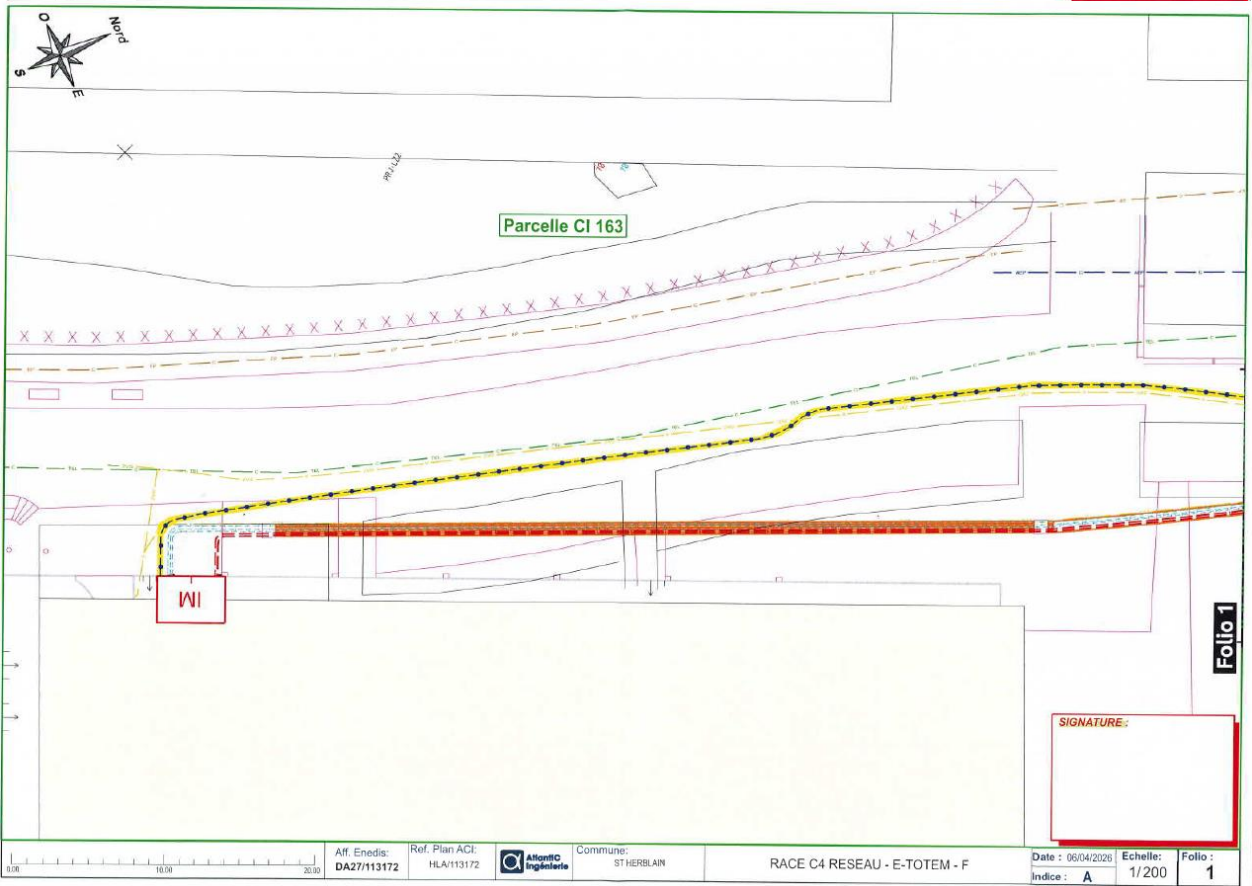 O
Nord
S
E
PRJ-LZ2
Parcelle CI 163
IM
Folio 1
SIGNATURE :
0.00
10.00
20.00
Aff. Enedis:
DA27/113172
Ref. Plan ACI:
HLA/113172
AtlantiC
Ingénierie
Commune:
ST HERBLAIN
RACE C4 RESEAU - E-TOTEM - F
Date : 06/04/2026
Indice : A
Echelle:
1/200
Folio :
1